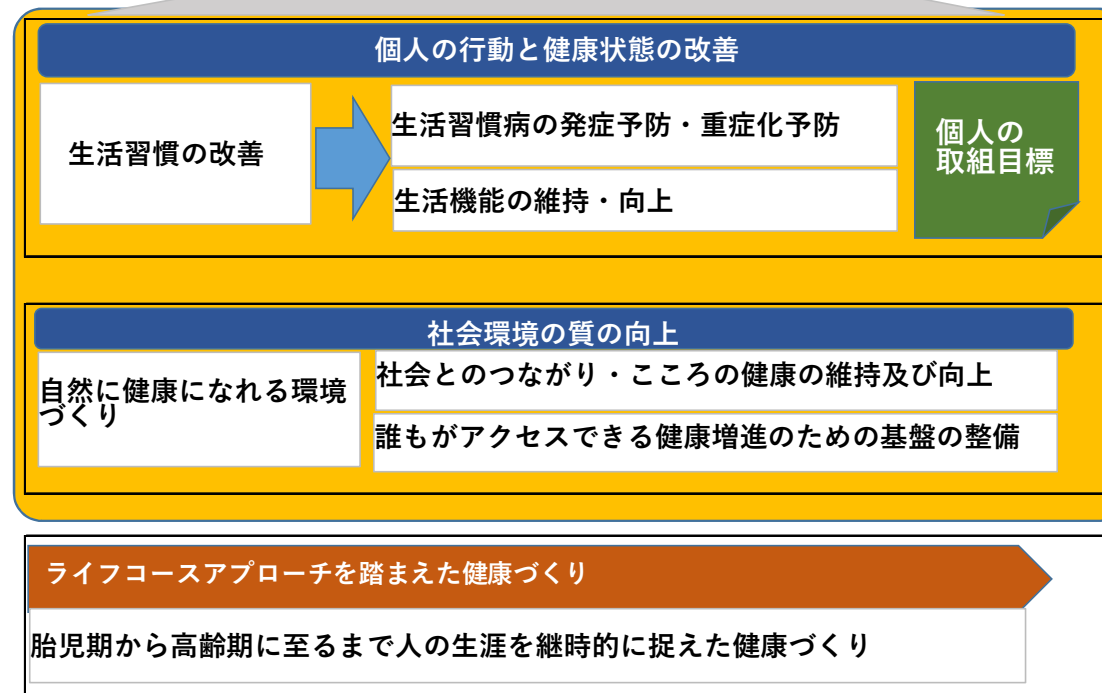 個人の行動と健康状態の改善
生活習慣の改善
生活習慣病の発症予防・重症化予防
生活機能の維持・向上
個人の
取組目標
社会環境の質の向上
自然に健康になれる環境
づくり
社会とのつながり・こころの健康の維持及び向上
誰もがアクセスできる健康増進のための基盤の整備
ライフコースアプローチを踏まえた健康づくり
胎児期から高齢期に至るまで人の生涯を継時的に捉えた健康づくり